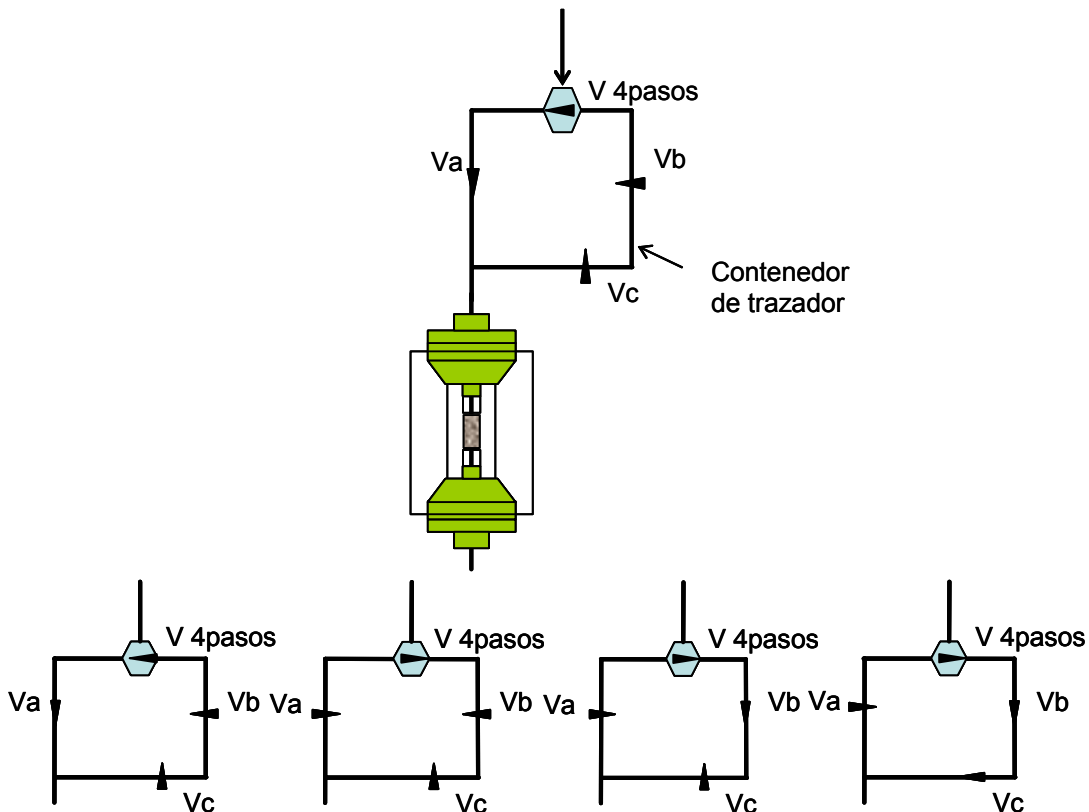 V 4pasos
Va
Vb
Contenedor
de trazador
Vc
V 4pasos
Va
Vb
Vc
V 4pasos
Va
Vb
Vc
V 4pasos
Va
Vb
Vc
V 4pasos
Va
Vb
Vc